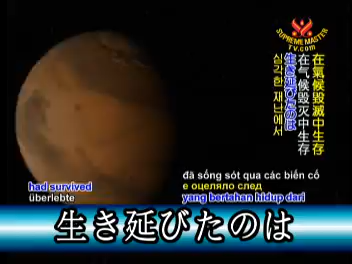 SUPREME MASTER
TV.com
在氣候毀滅中生存
在气候毁灭中生存
生き延びたのは
심각한 재난에서
đã sống sót qua các biến cố
had survived
е оцеляло след
überlebte
yang bertahan hidup dari
生き延びたのは